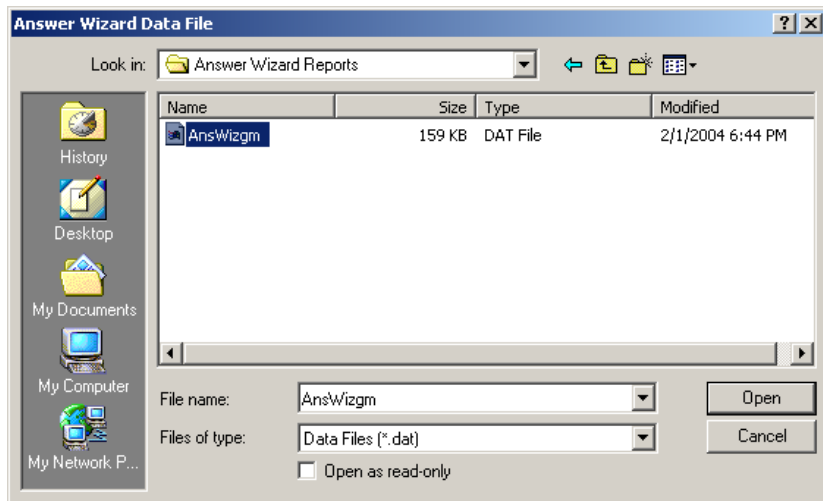 Answer Wizard Data File
Look in: Answer Wizard Reports
Name Size Type Modified
AnsWizgm 159 KB DAT File 2/1/2004 6:44 PM
History
Desktop
My Documents
My Computer
My Network P...
File name: AnsWizgm Open
Files of type: Data Files (*.dat) Cancel
Open as read-only